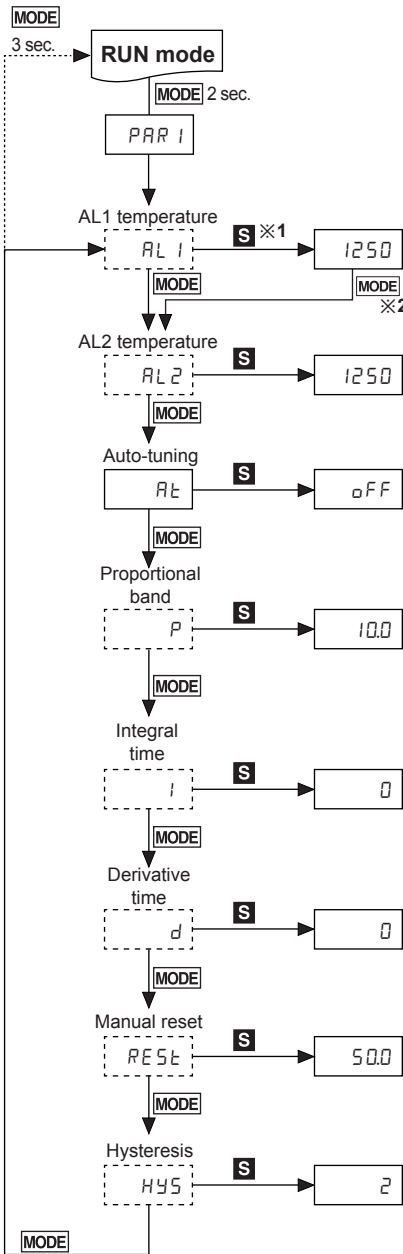 MODE
3 sec.
RUN mode
MODE 2 sec.
PAR1
AL1 temperature
AL1 S ※1 1250
MODE MODE
※2
AL2 temperature
AL2 S 1250
MODE
Auto-tuning
At S oFF
MODE
Proportional
band
P S 10.0
MODE
Integral
time
I S 0
MODE
Derivative
time
d S 0
MODE
Manual reset
RESt S 50.0
MODE
Hysteresis
HYS S 2
MODE